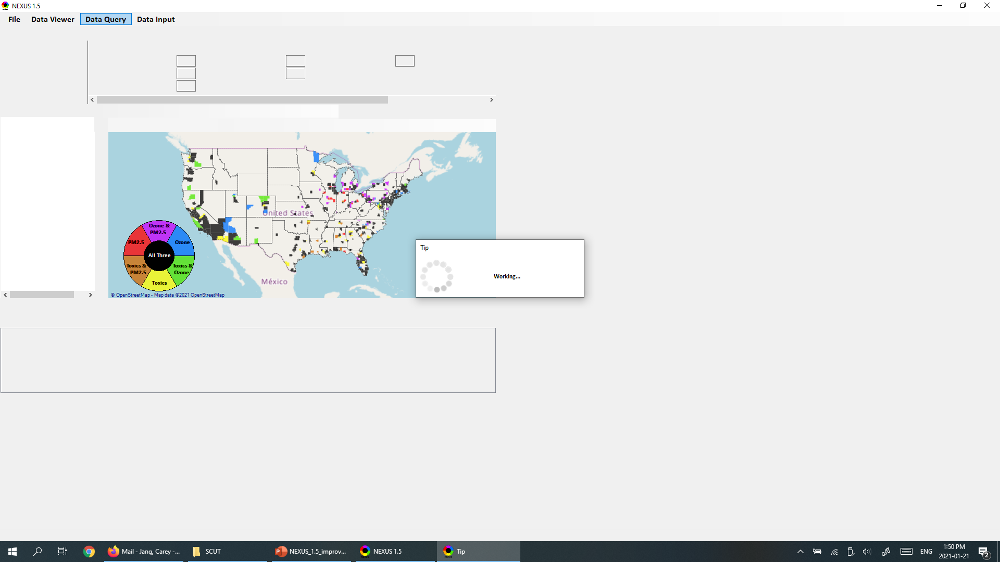 NEXUS 1.5
File Data Viewer Data Query Data Input
United States
México
Ozone &
PM2.5
PM2.5
Ozone
All Three
Toxics &
PM2.5
Toxics &
Ozone
Toxics
© OpenStreetMap - Map data ©2021 OpenStreetMap
Tip
Working...
Mail - Jang, Carey -...
SCUT
NEXUS_1.5_improv...
NEXUS 1.5
Tip
ENG
1:50 PM
2021-01-21
2